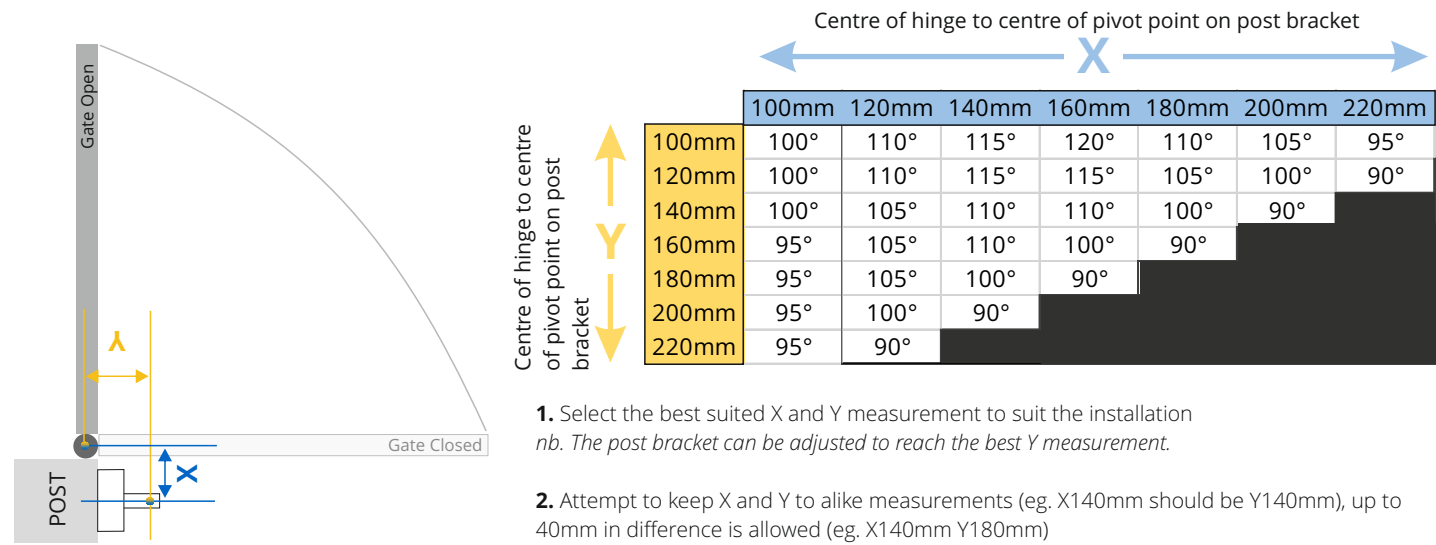 Gate Open
Y
X
Gate Closed
POST
Centre of hinge to centre of pivot point on post bracket
X
100mm 120mm 140mm 160mm 180mm 200mm 220mm
Centre of hinge to centre
of pivot point on post
bracket
Y
100mm 100° 110° 115° 120° 110° 105° 95°
120mm 100° 110° 115° 115° 105° 100° 90°
140mm 100° 105° 110° 110° 100° 90°
160mm 95° 105° 110° 100° 90°
180mm 95° 105° 100° 90°
200mm 95° 100° 90°
220mm 95° 90°
1. Select the best suited X and Y measurement to suit the installation
nb. The post bracket can be adjusted to reach the best Y measurement.
2. Attempt to keep X and Y to alike measurements (eg. X140mm should be Y140mm), up to
40mm in difference is allowed (eg. X140mm Y180mm)